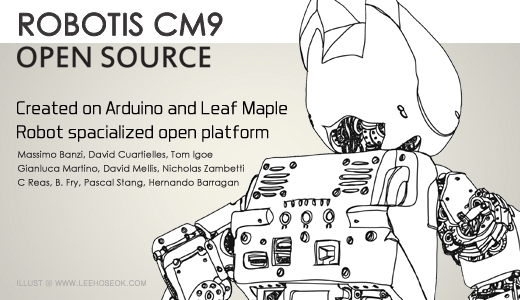 ROBOTIS CM9
OPEN SOURCE
Created on Arduino and Leaf Maple
Robot spacialized open platform
Massimo Banzi, David Cuartielles, Tom Igoe
Gianluca Martino, David Mellis, Nicholas Zambetti
C Reas, B. Fry, Pascal Stang, Hernando Barragan
ILLUST @ WWW.LEEHOSEOK.COM